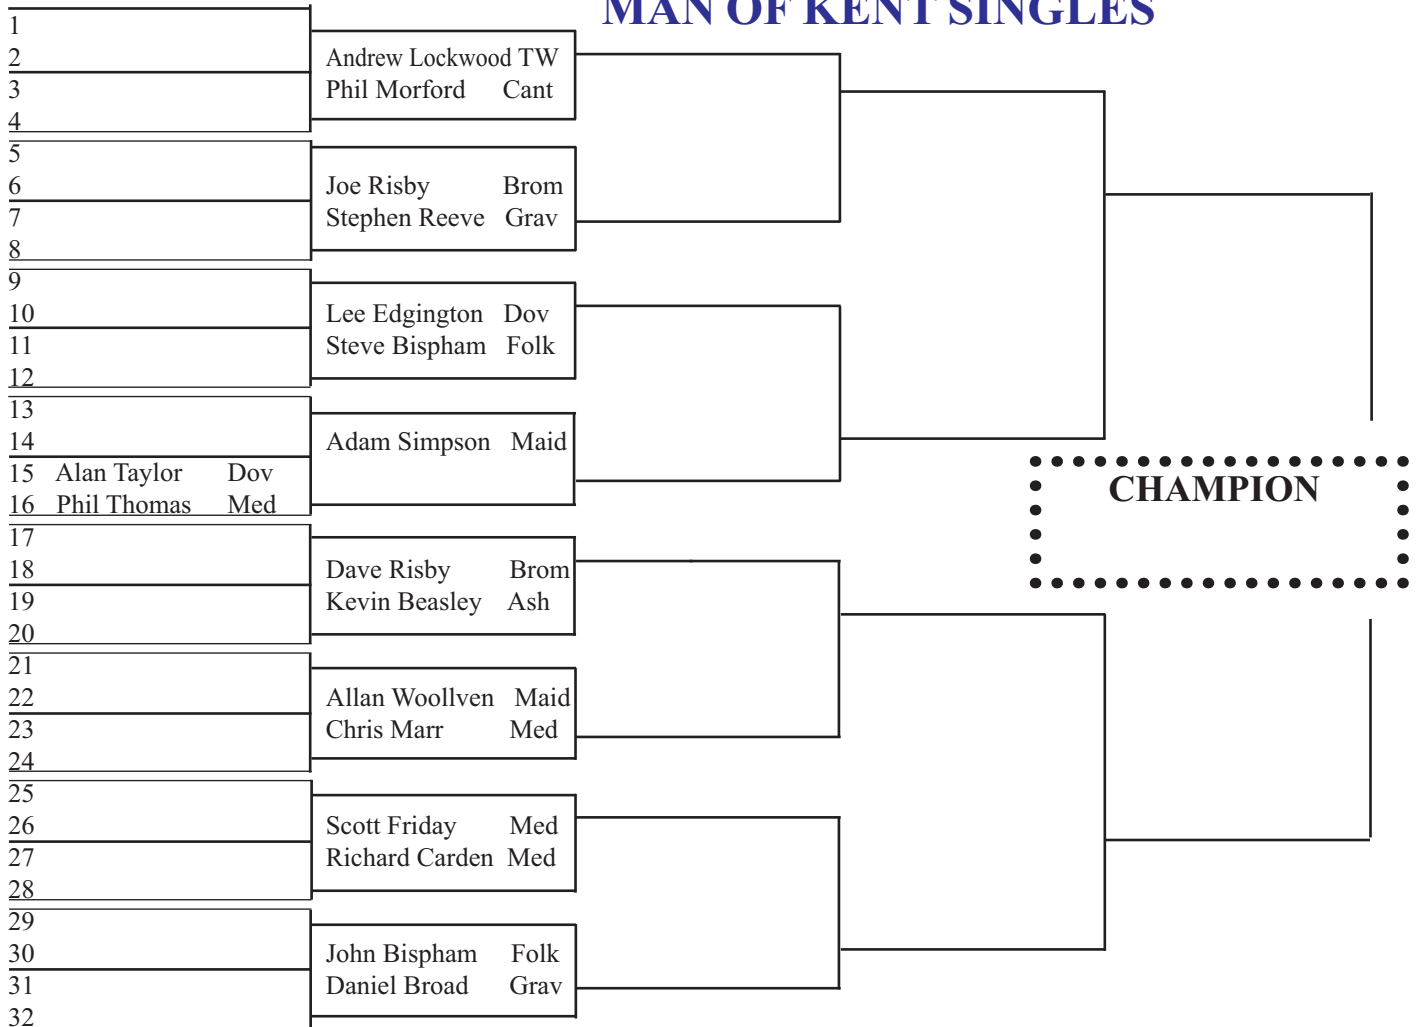 MAN OF KENT SINGLES
1
2
3
4
Andrew Lockwood TW
Phil Morford Cant
5
6
7
8
Joe Risby Brom
Stephen Reeve Grav
9
10
11
12
Lee Edgington Dov
Steve Bispham Folk
13
14
15 Alan Taylor Dov
16 Phil Thomas Med
Adam Simpson Maid
CHAMPION
17
18
19
20
Dave Risby Brom
Kevin Beasley Ash
21
22
23
24
Allan Woollven Maid
Chris Marr Med
25
26
27
28
Scott Friday Med
Richard Carden Med
29
30
31
32
John Bispham Folk
Daniel Broad Grav